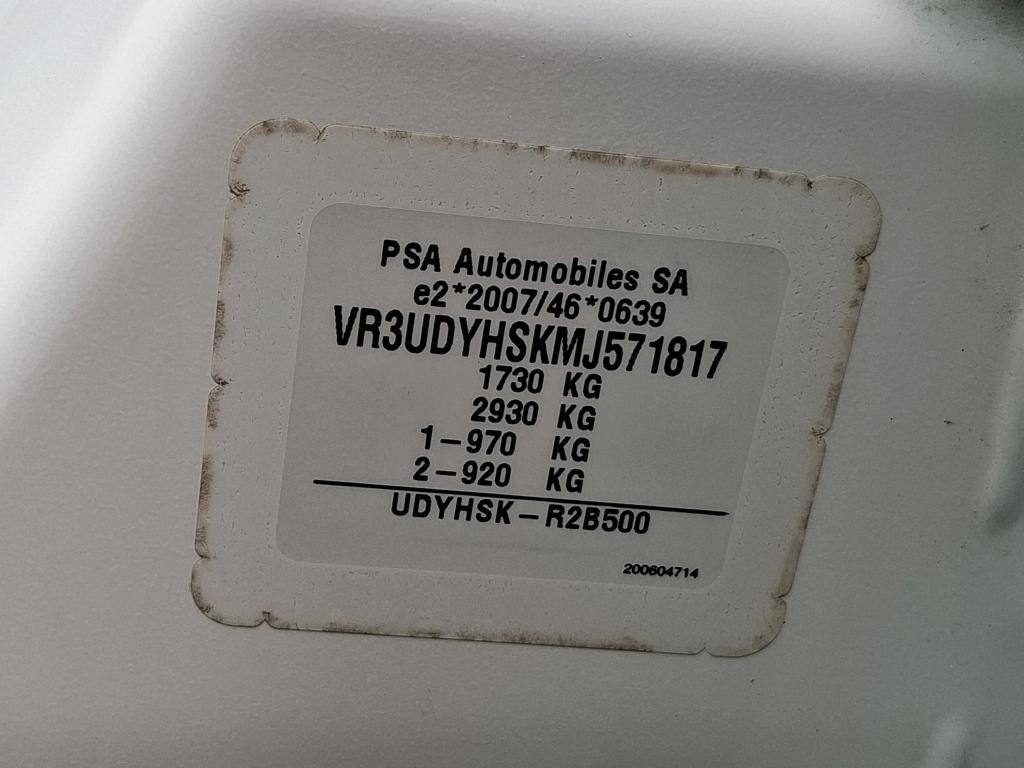 PSA Automobiles SA
e2*2007/46*0639
VR3UDYHSKMJ571817
1730 KG
2930 KG
1-970 KG
2-920 KG
UDYHSK-R2B500
200604714